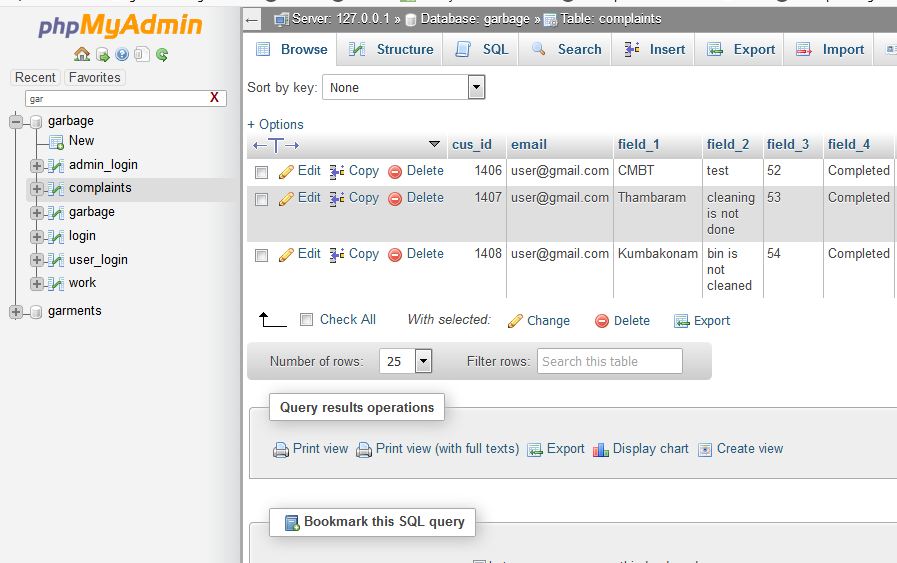 phpMyAdmin
Recent Favorites
gar X
garbage
New
admin_login
complaints
garbage
login
user_login
work
garments
Server: 127.0.0.1 » Database: garbage » Table: complaints
Browse Structure SQL Search Insert Export Import
Sort by key: None
+ Options
←T→ cus_id email field_1 field_2 field_3 field_4
Edit Copy Delete 1406 user@gmail.com CMBT test 52 Completed
Edit Copy Delete 1407 user@gmail.com Thambaram cleaning 53 Completed
is not
done
Edit Copy Delete 1408 user@gmail.com Kumbakonam bin is 54 Completed
not
cleaned
Check All With selected: Change Delete Export
Number of rows: 25 Filter rows: Search this table
Query results operations
Print view Print view (with full texts) Export Display chart Create view
Bookmark this SQL query